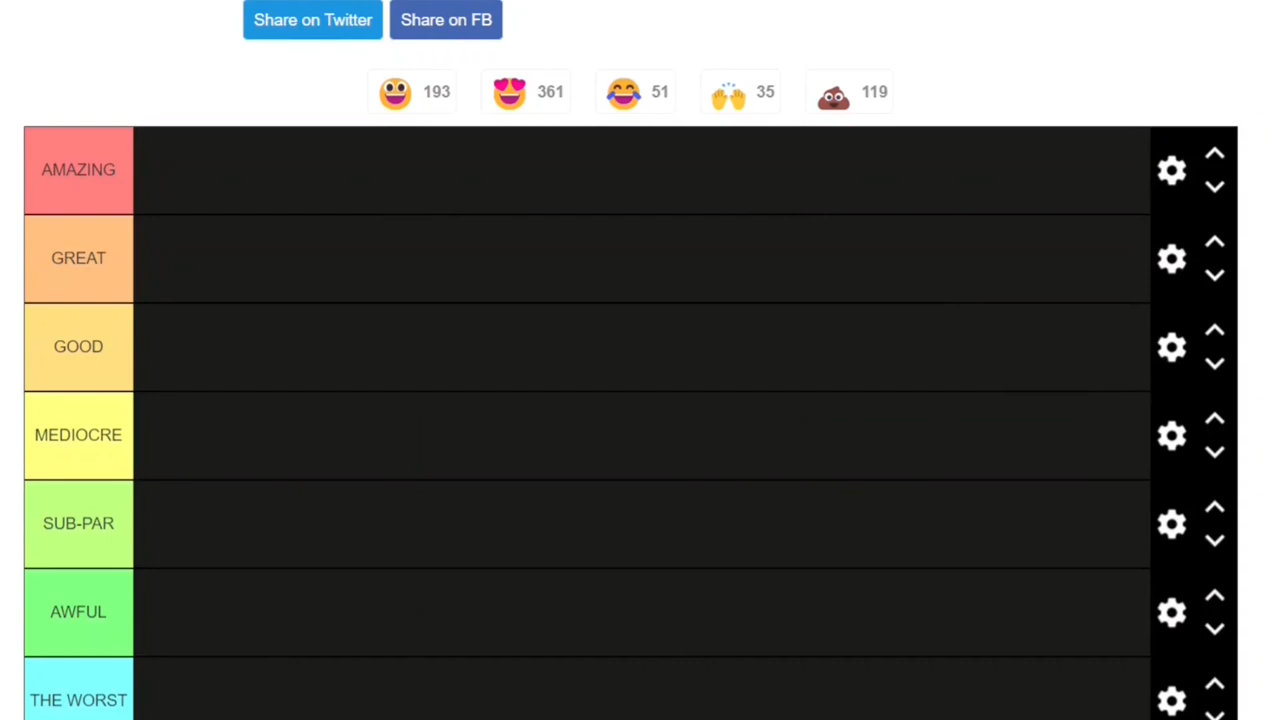 Share on Twitter Share on FB
193 361 51 35 119
AMAZING
GREAT
GOOD
MEDIOCRE
SUB-PAR
AWFUL
THE WORST